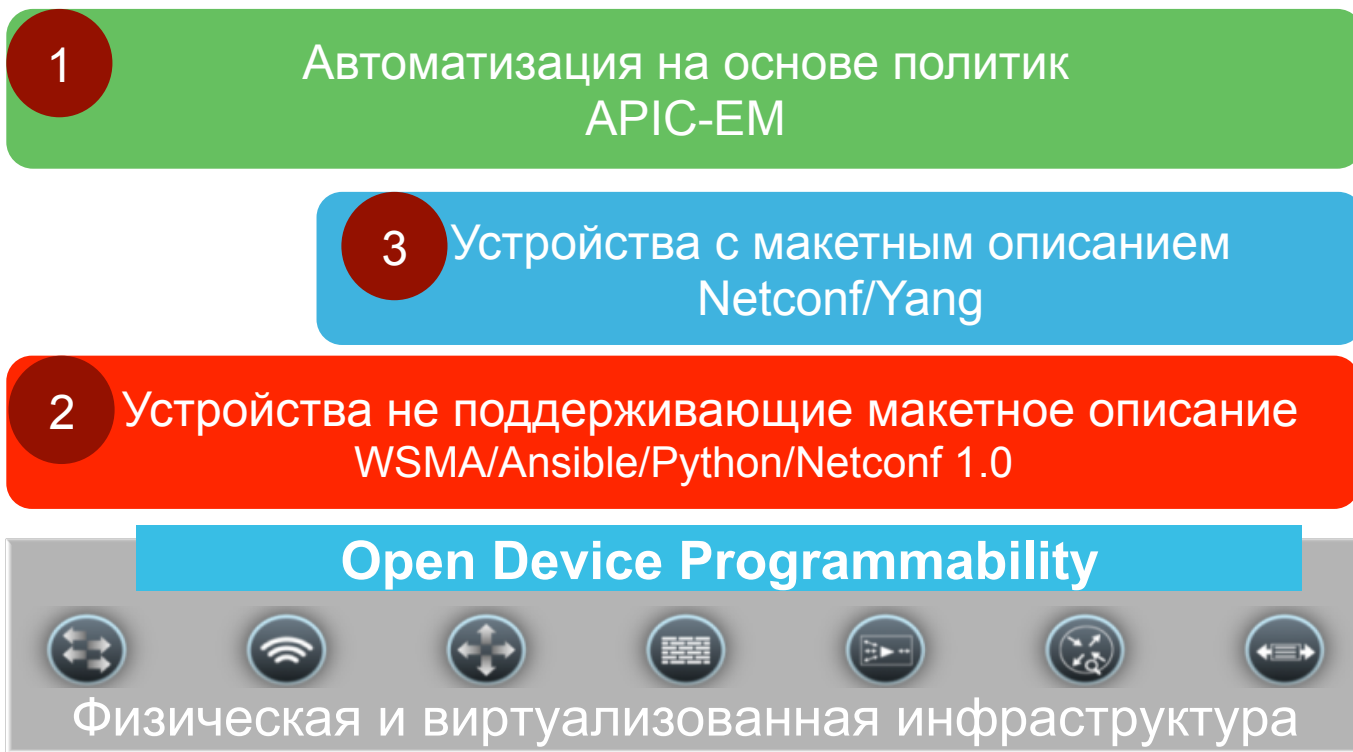 1
Автоматизация на основе политик
APIC-EM
3
Устройства с макетным описанием
Netconf/Yang
2
Устройства не поддерживающие макетное описание
WSMA/Ansible/Python/Netconf 1.0
Open Device Programmability
Физическая и виртуализованная инфраструктура